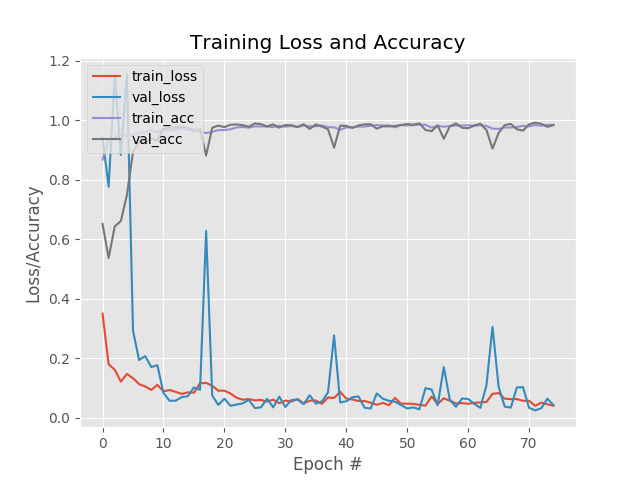 Training Loss and Accuracy
1.2
1.0
0.8
0.6
0.4
0.2
0.0
Loss/Accuracy
train_loss
val_loss
train_acc
val_acc
0 10 20 30 40 50 60 70
Epoch #